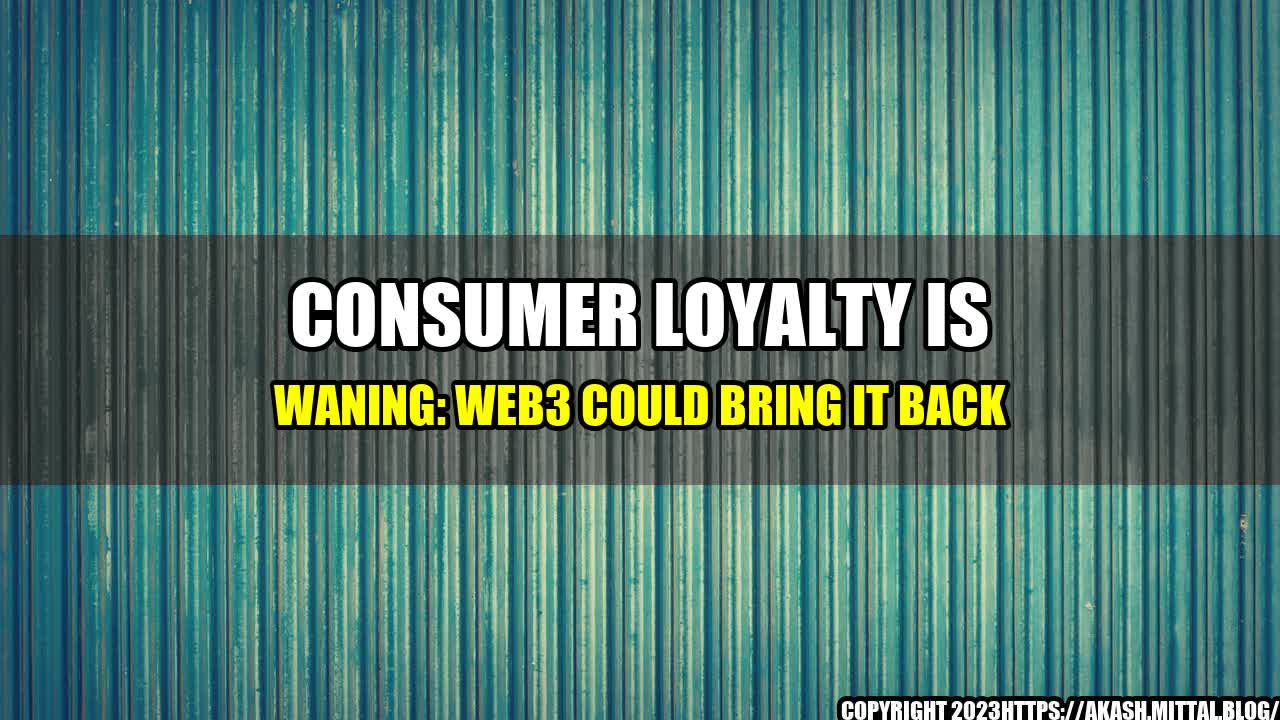 CONSUMER LOYALTY IS
WANING: WEB3 COULD BRING IT BACK
COPYRIGHT 2023HTTPS://AKASH.MITTAL.BLOG/